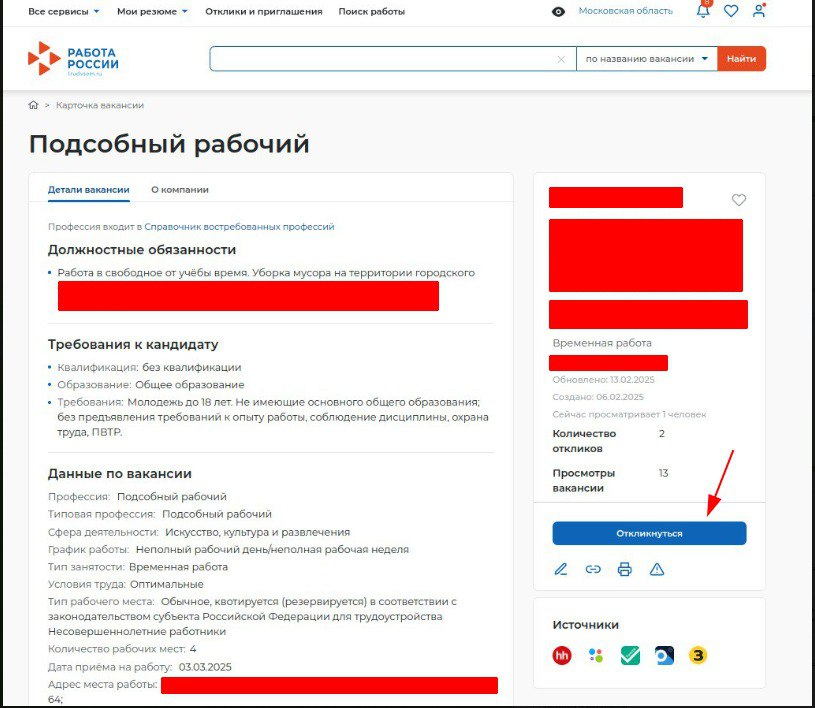 Все сервисы Мои резюме Отклики и приглашения Поиск работы Московская область 8
РАБОТА
РОССИИ
trudvsem.ru
по названию вакансии Найти
> Карточка вакансии
Подсобный рабочий
Детали вакансии О компании
Профессия входит в Справочник востребованных профессий
Должностные обязанности
Работа в свободное от учёбы время. Уборка мусора на территории городского
Требования к кандидату
Квалификация: без квалификации
Образование: Общее образование
Требования: Молодежь до 18 лет. Не имеющие основного общего образования;
без предъявления требований к опыту работы, соблюдение дисциплины, охрана
труда, ПВТР.
Данные по вакансии
Профессия: Подсобный рабочий
Типовая профессия: Подсобный рабочий
Сфера деятельности: Искусство, культура и развлечения
График работы: Неполный рабочий день/неполная рабочая неделя
Тип занятости: Временная работа
Условия труда: Оптимальные
Тип рабочего места: Обычное, квотируется (резервируется) в соответствии с
законодательством субъекта Российской Федерации для трудоустройства
Несовершеннолетние работники
Количество рабочих мест: 4
Дата приёма на работу: 03.03.2025
Адрес места работы:
64;
Временная работа
Обновлено: 13.02.2025
Создано: 06.02.2025
Сейчас просматривает 1 человек
Количество 2
откликов
Просмотры 13
вакансии
Откликнуться
Источники
hh
З